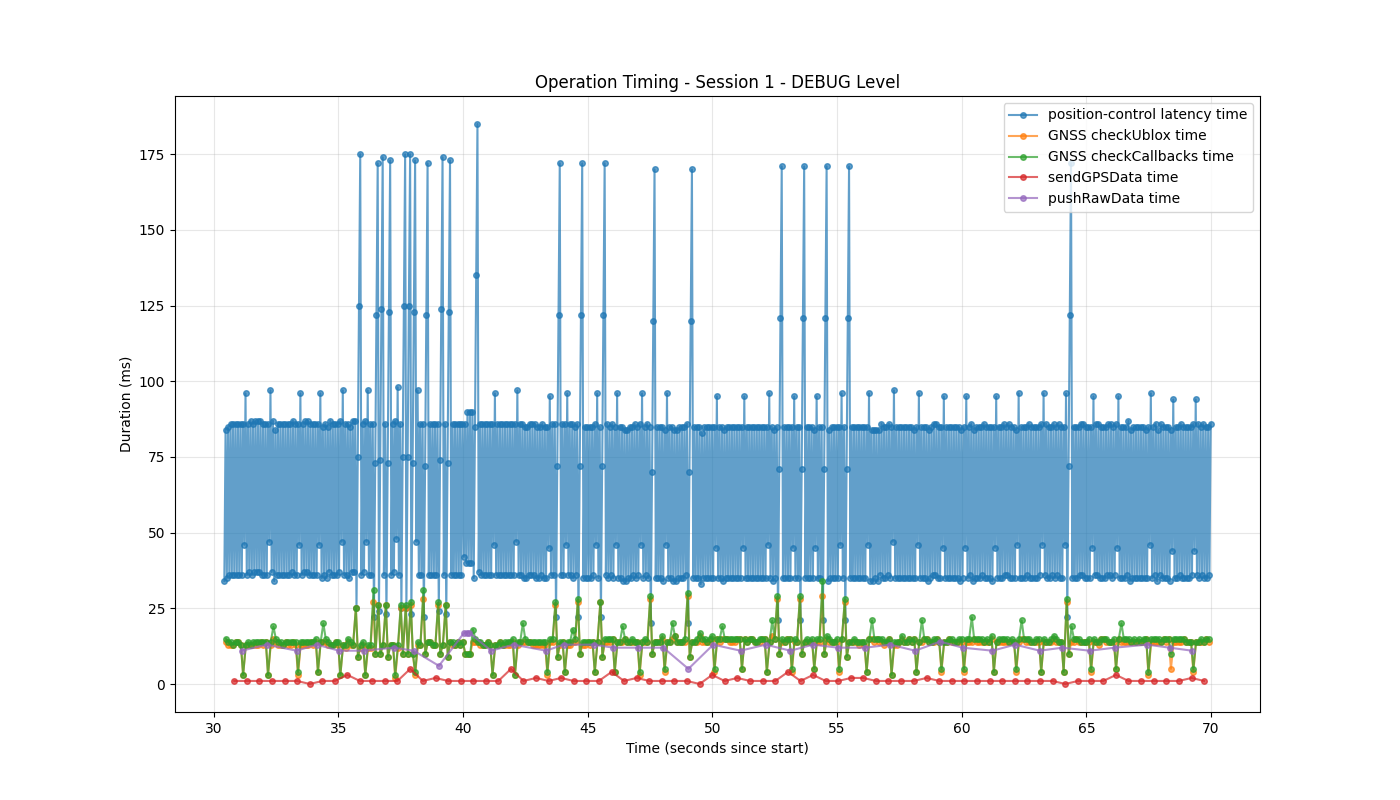 Operation Timing - Session 1 - DEBUG Level
position-control latency time
GNSS checkUblox time
GNSS checkCallbacks time
sendGPSData time
pushRawData time
175
150
125
100
75
50
25
0
Duration (ms)
30 35 40 45 50 55 60 65 70
Time (seconds since start)